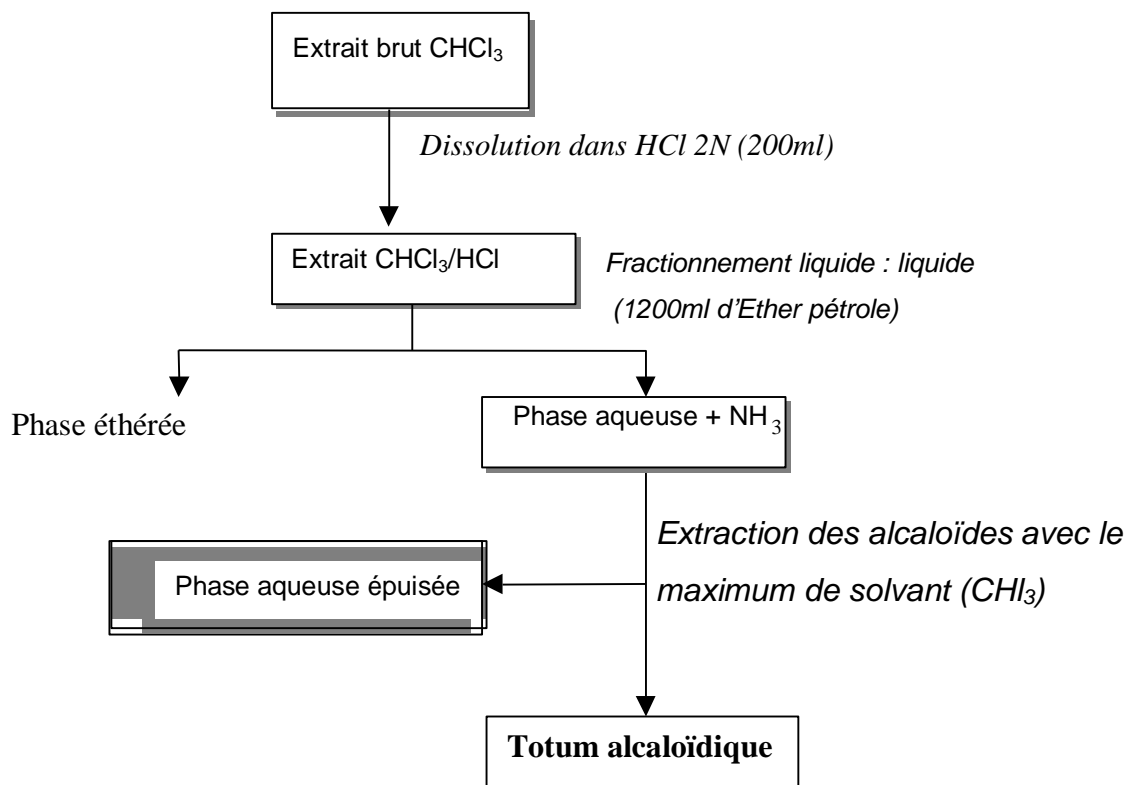 Extrait brut CHCl₃
Dissolution dans HCl 2N (200ml)
Extrait CHCl₃/HCl
Fractionnement liquide : liquide
(1200ml d'Ether pétrole)
Phase éthérée
Phase aqueuse + NH₃
Extraction des alcaloïdes avec le
maximum de solvant (CHl₃)
Phase aqueuse épuisée
Totum alcaloïdique